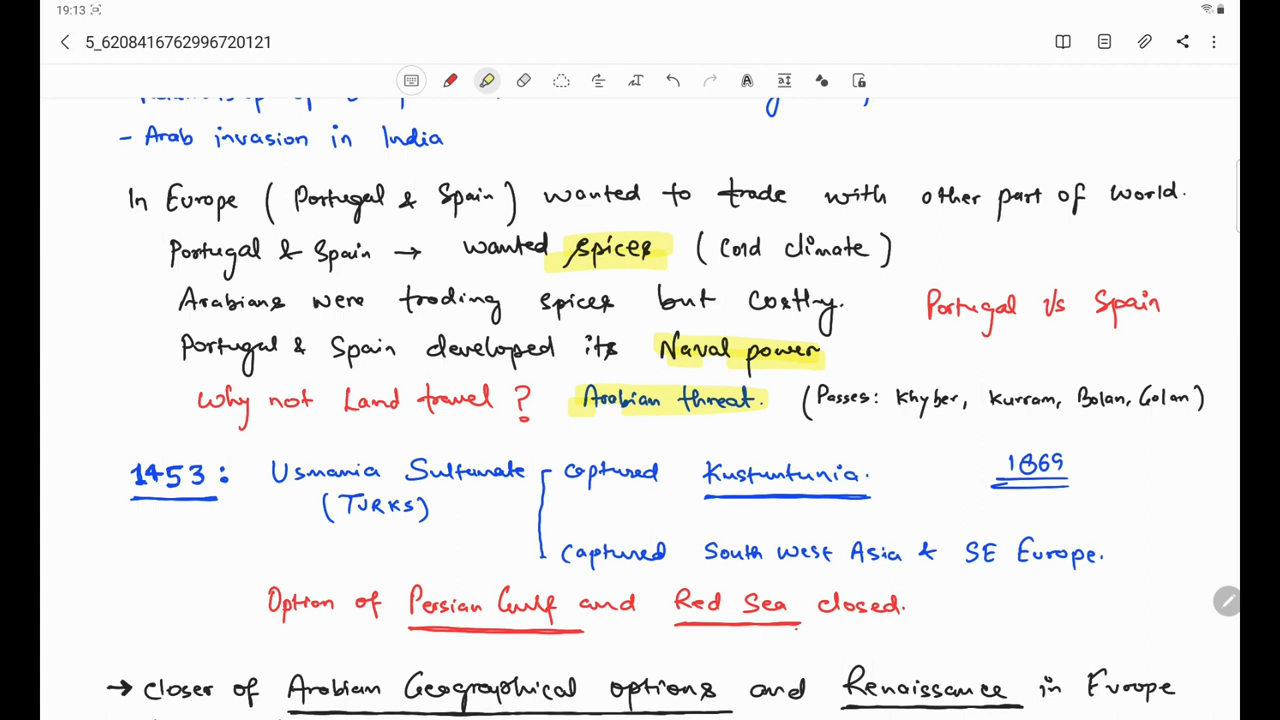 19:13
5_6208416762996720121
- Arab invasion in India
In Europe ( Portugal & Spain ) wanted to trade with other part of world.
Portugal & Spain → wanted spices ( cold climate )
Arabians were trading spices but costly.
Portugal v/s Spain
Portugal & Spain developed its Naval power
Why not Land travel ? Arabian threat. (Passes: Khyber, Kurram, Bolan, Golan)
1453: Usmania Sultanate captured Kustuntunia. 1869
(TURKS)
captured South West Asia & SE Europe.
Option of Persian Gulf and Red Sea closed.
→ closer of Arabian Geographical options and Renaissance in Europe